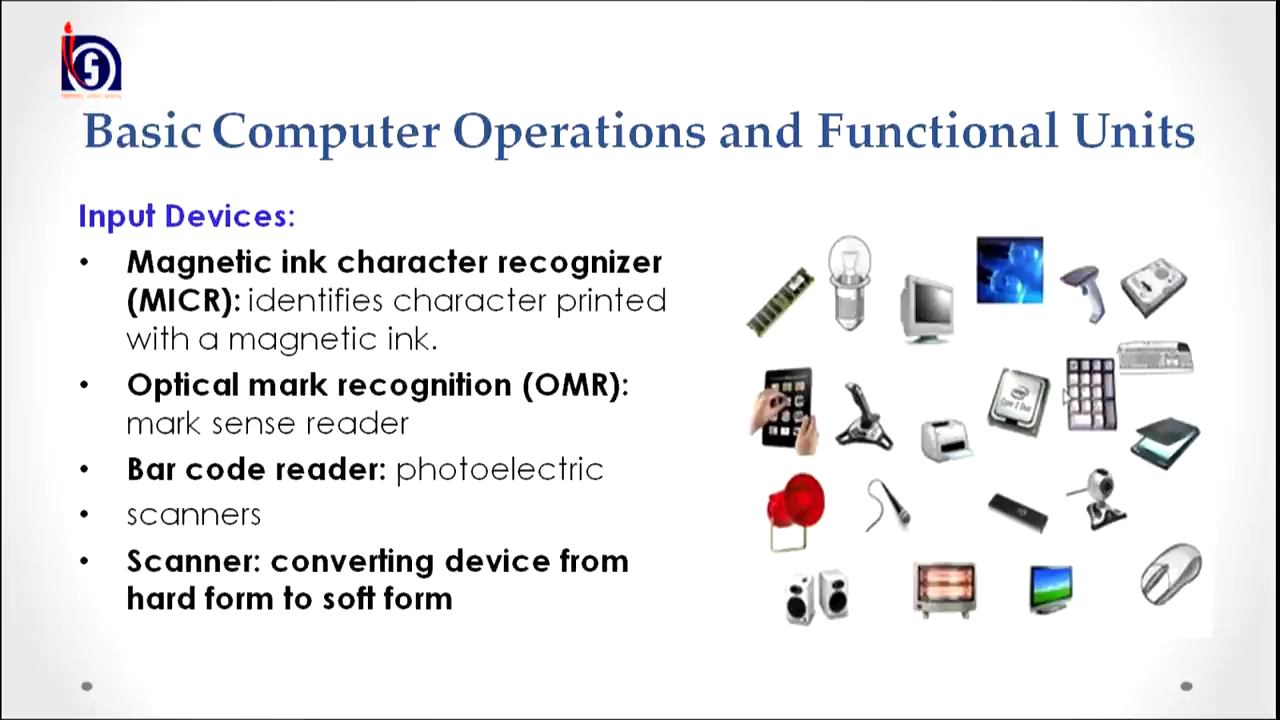 Basic Computer Operations and Functional Units
Input Devices:
• Magnetic ink character recognizer
(MICR): identifies character printed
with a magnetic ink.
• Optical mark recognition (OMR):
mark sense reader
• Bar code reader: photoelectric
• scanners
• Scanner: converting device from
hard form to soft form